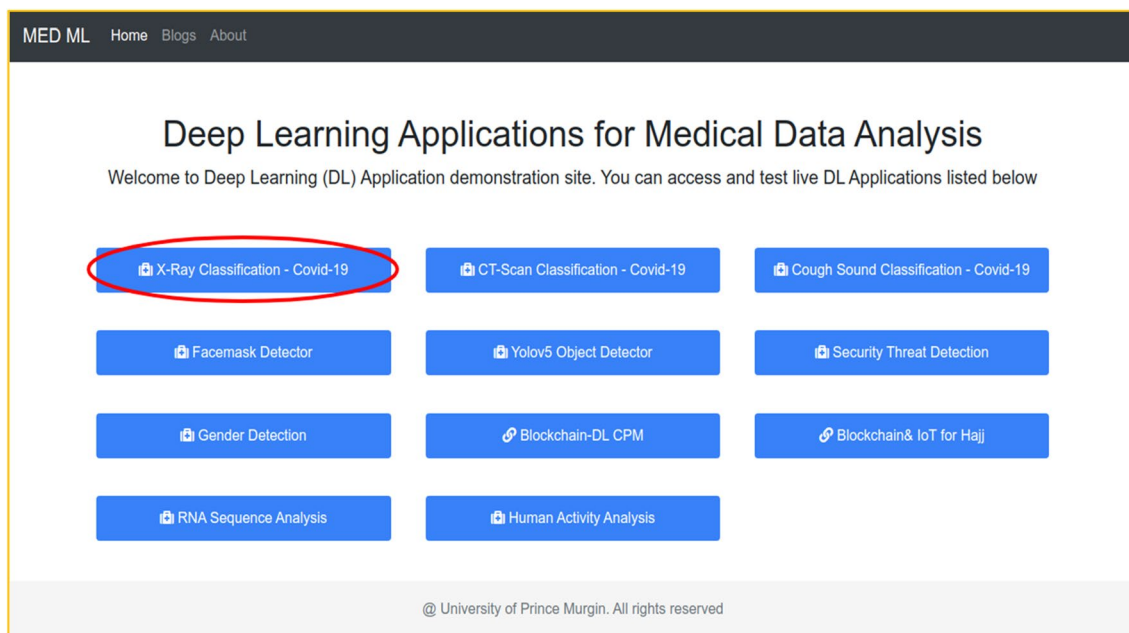 MED ML Home Blogs About
Deep Learning Applications for Medical Data Analysis
Welcome to Deep Learning (DL) Application demonstration site. You can access and test live DL Applications listed below
X-Ray Classification - Covid-19
CT-Scan Classification - Covid-19
Cough Sound Classification - Covid-19
Facemask Detector
Yolov5 Object Detector
Security Threat Detection
Gender Detection
Blockchain-DL CPM
Blockchain& IoT for Hajj
RNA Sequence Analysis
Human Activity Analysis
@ University of Prince Murgin. All rights reserved